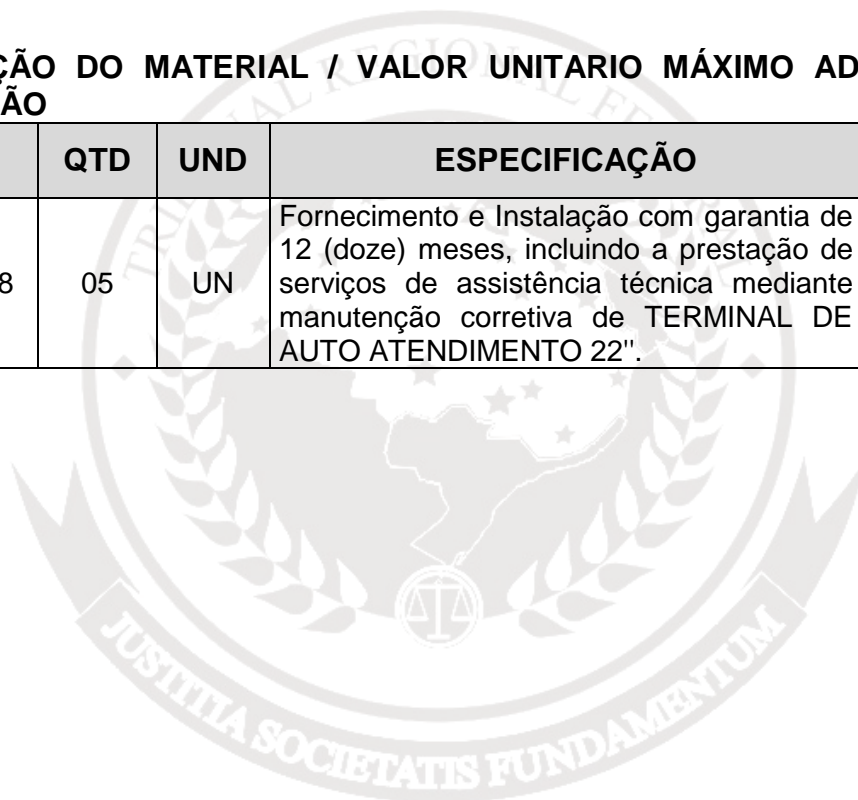 ÇÃO DO MATERIAL / VALOR UNITARIO MÁXIMO AD
ÃO
QTD UND ESPECIFICAÇÃO
8 05 UN Fornecimento e Instalação com garantia de
12 (doze) meses, incluindo a prestação de
serviços de assistência técnica mediante
manutenção corretiva de TERMINAL DE
AUTO ATENDIMENTO 22".
JUSTITIA SOCIETATIS FUNDAMENTUM